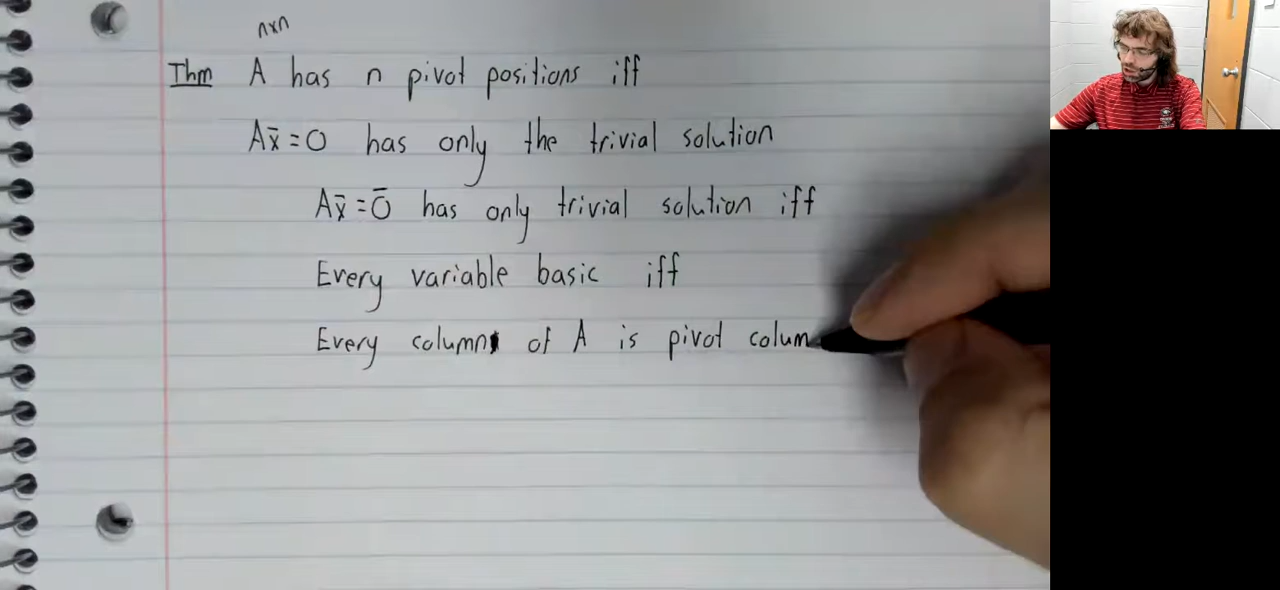 n×n
Thm A has n pivot positions iff
Ax̄ = 0 has only the trivial solution
Ax̄ = 0̄ has only trivial solution iff
Every variable basic iff
Every column of A is pivot colum